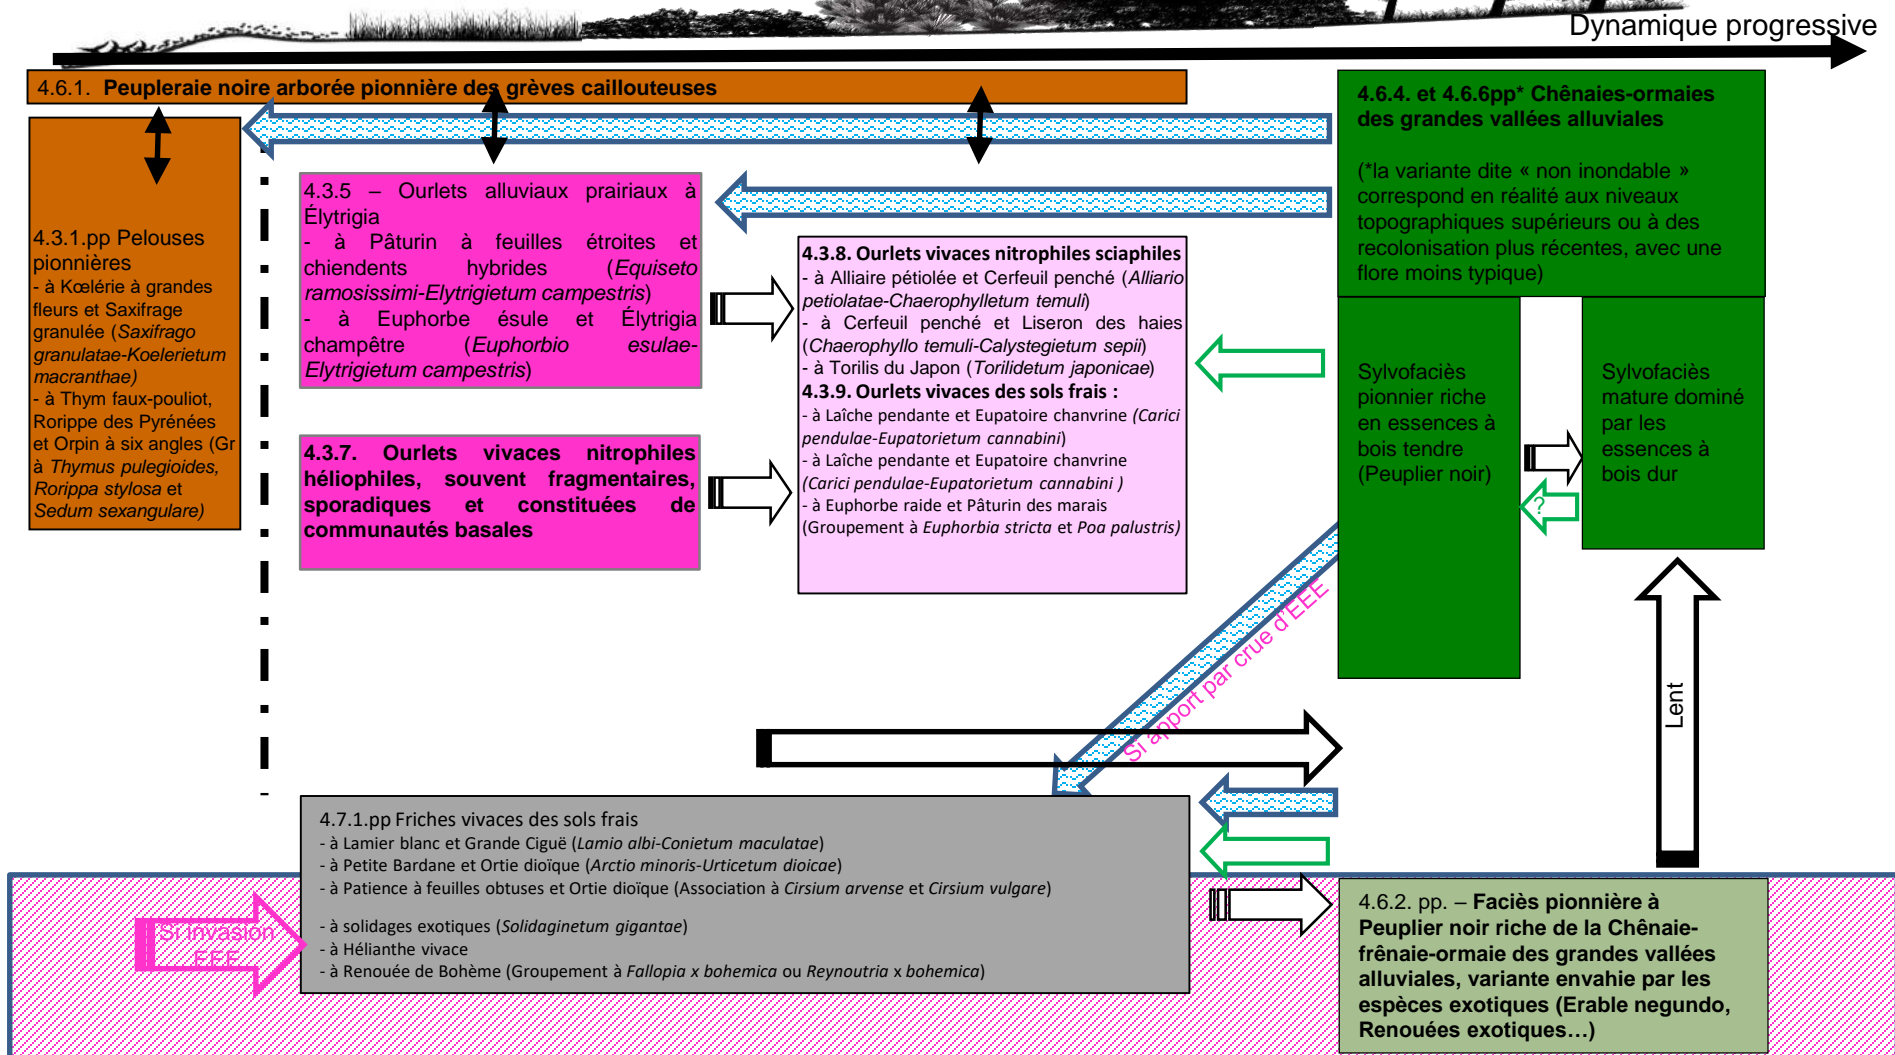 Dynamique progressive
4.6.1. Peupleraie noire arborée pionnière des grèves caillouteuses
4.3.1.pp Pelouses
pionnières
- à Kœlérie à grandes
fleurs et Saxifrage
granulée (Saxifrago
granulatae-Koelerietum
macranthae)
- à Thym faux-pouliot,
Rorippe des Pyrénées
et Orpin à six angles (Gr
à Thymus pulegioides,
Rorippa stylosa et
Sedum sexangulare)
4.3.5 – Ourlets alluviaux prairiaux à
Élytrigia
- à Pâturin à feuilles étroites et
chiendents hybrides (Equiseto
ramosissimi-Elytrigietum campestris)
- à Euphorbe ésule et Élytrigia
champêtre (Euphorbio esulae-
Elytrigietum campestris)
4.3.7. Ourlets vivaces nitrophiles
héliophiles, souvent fragmentaires,
sporadiques et constituées de
communautés basales
4.3.8. Ourlets vivaces nitrophiles sciaphiles
- à Alliaire pétiolée et Cerfeuil penché (Alliario
petiolatae-Chaerophylletum temuli)
- à Cerfeuil penché et Liseron des haies
(Chaerophyllo temuli-Calystegietum sepii)
- à Torilis du Japon (Torilidetum japonicae)
4.3.9. Ourlets vivaces des sols frais :
- à Laîche pendante et Eupatoire chanvrine (Carici
pendulae-Eupatorietum cannabini)
- à Laîche pendante et Eupatoire chanvrine
(Carici pendulae-Eupatorietum cannabini )
- à Euphorbe raide et Pâturin des marais
(Groupement à Euphorbia stricta et Poa palustris)
4.6.4. et 4.6.6pp* Chênaies-ormaies
des grandes vallées alluviales
(*la variante dite « non inondable »
correspond en réalité aux niveaux
topographiques supérieurs ou à des
recolonisation plus récentes, avec une
flore moins typique)
Sylvofaciès
pionnier riche
en essences à
bois tendre
(Peuplier noir)
?
Sylvofaciès
mature dominé
par les
essences à
bois dur
Si apport par crue d'EEE
Lent
4.7.1.pp Friches vivaces des sols frais
- à Lamier blanc et Grande Ciguë (Lamio albi-Conietum maculatae)
- à Petite Bardane et Ortie dioïque (Arctio minoris-Urticetum dioicae)
- à Patience à feuilles obtuses et Ortie dioïque (Association à Cirsium arvense et Cirsium vulgare)
- à solidages exotiques (Solidaginetum gigantae)
- à Hélianthe vivace
- à Renouée de Bohème (Groupement à Fallopia x bohemica ou Reynoutria x bohemica)
Si invasion
EEE
4.6.2. pp. – Faciès pionnière à
Peuplier noir riche de la Chênaie-
frênaie-ormaie des grandes vallées
alluviales, variante envahie par les
espèces exotiques (Erable negundo,
Renouées exotiques…)